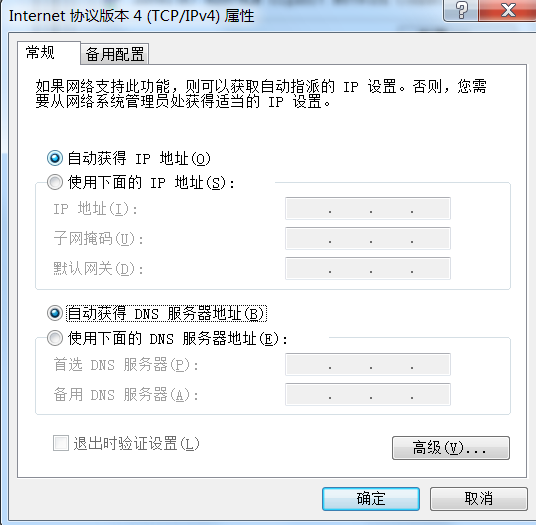 Internet 协议版本 4 (TCP/IPv4) 属性
常规
备用配置
如果网络支持此功能，则可以获取自动指派的 IP 设置。否则，您需
要从网络系统管理员处获得适当的 IP 设置。
自动获得 IP 地址(O)
使用下面的 IP 地址(S):
IP 地址(I):
子网掩码(U):
默认网关(D):
自动获得 DNS 服务器地址(B)
使用下面的 DNS 服务器地址(E):
首选 DNS 服务器(P):
备用 DNS 服务器(A):
退出时验证设置(L)
高级(V)...
确定
取消